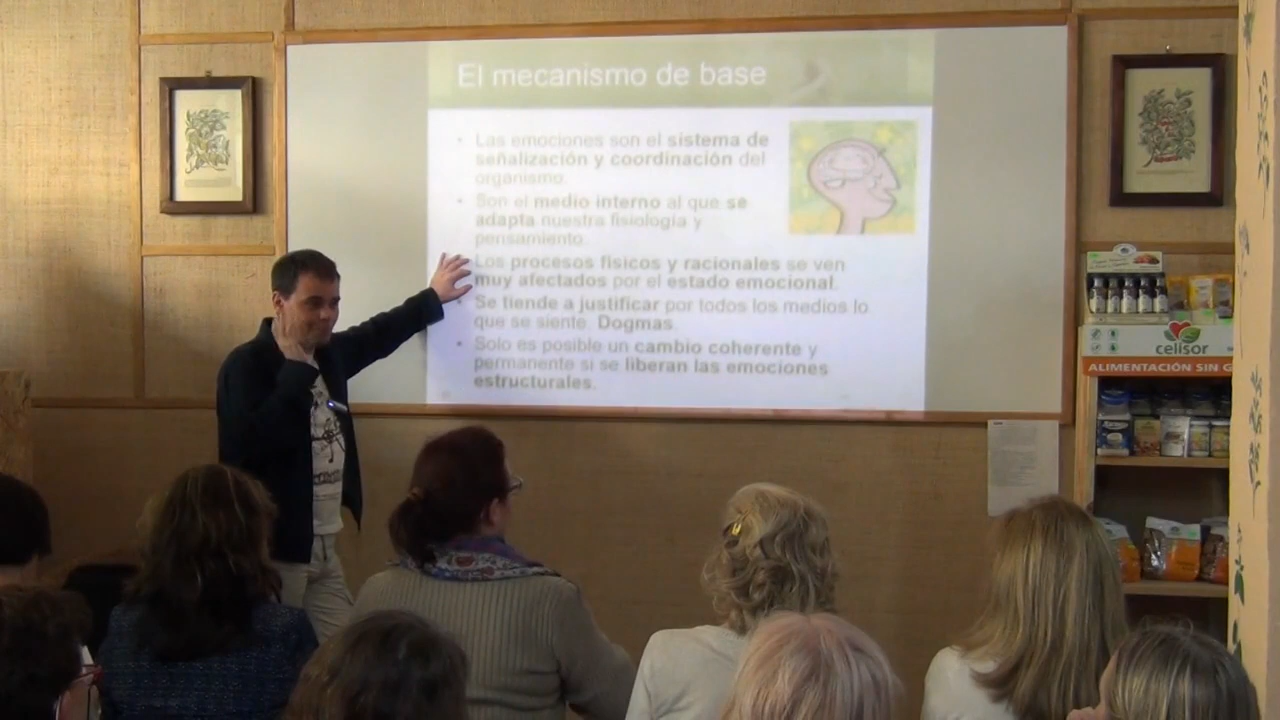 El mecanismo de base
• Las emociones son el sistema de
señalización y coordinación del
organismo.
• Son el medio interno al que se
adapta nuestra fisiología y
pensamiento.
Los procesos físicos y racionales se ven
muy afectados por el estado emocional.
• Se tiende a justificar por todos los medios lo
que se siente. Dogmas.
• Solo es posible un cambio coherente y
permanente si se liberan las emociones
estructurales.
celisor
ALIMENTACIÓN SIN G